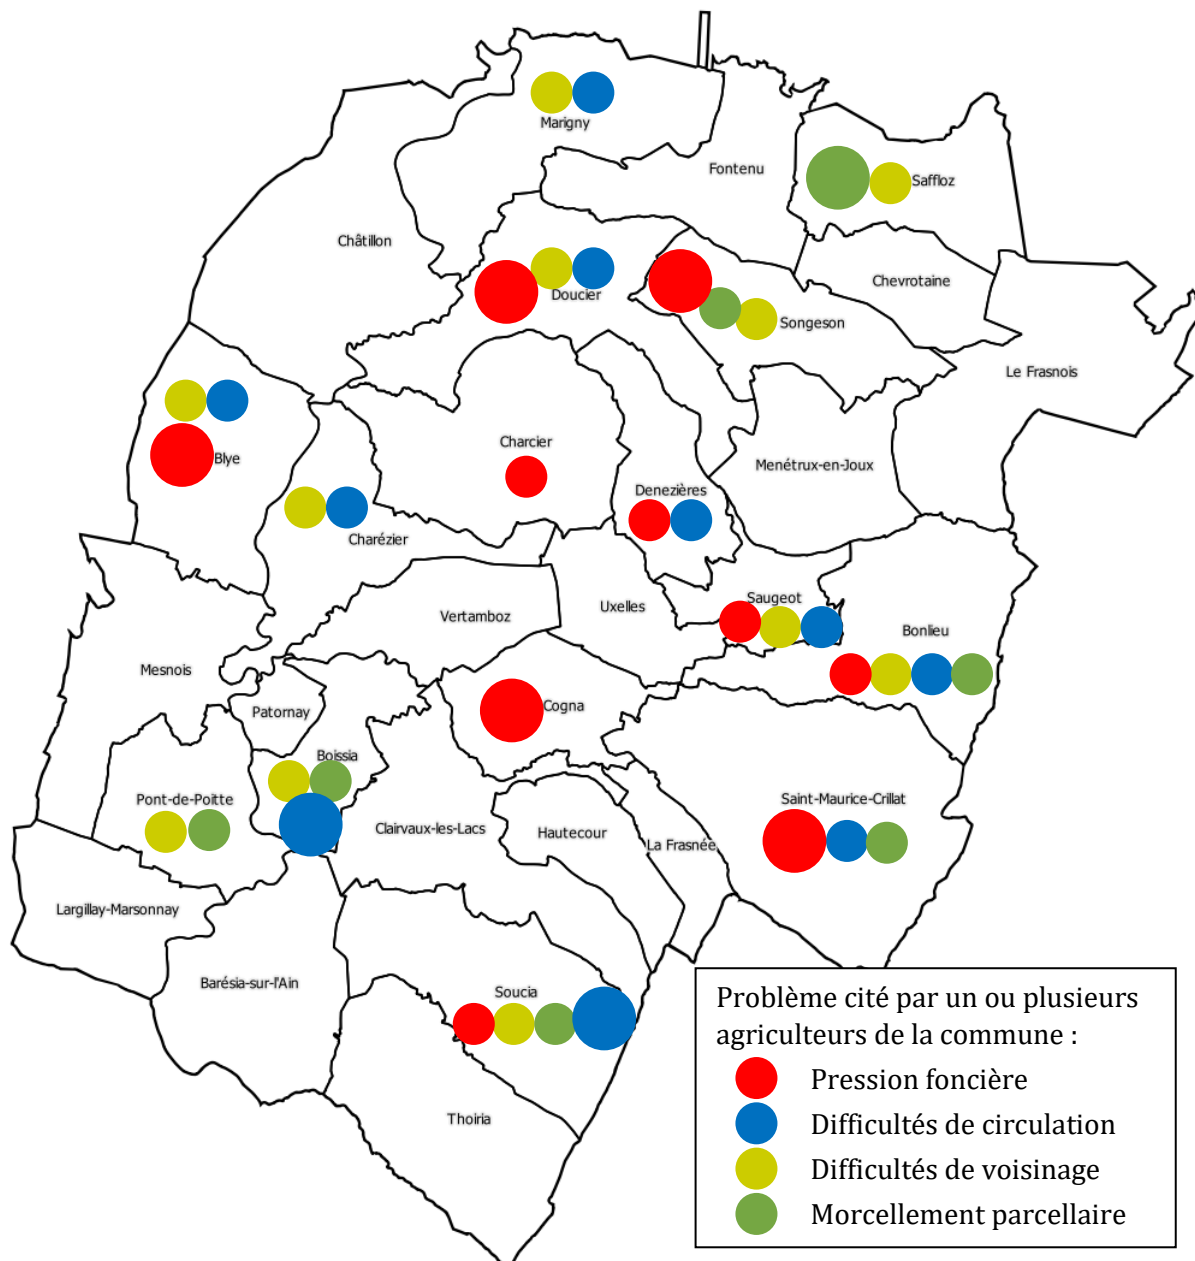 Marigny
Fontenu
Saffloz
Châtillon
Chevrotaine
Doucier
Songeson
Le Frasnois
Charcier
Blye
Menétrux-en-Joux
Denezières
Charézier
Saugeot
Uxelles
Vertamboz
Bonlieu
Mesnois
Cogna
Patornay
Boissia
Pont-de-Poitte
Saint-Maurice-Crillat
Clairvaux-les-Lacs
Hautecour
La Frasnée
Largillay-Marsonnay
Barésia-sur-l'Ain
Soucia
Thoiria
Problème cité par un ou plusieurs
agriculteurs de la commune :
Pression foncière
Difficultés de circulation
Difficultés de voisinage
Morcellement parcellaire